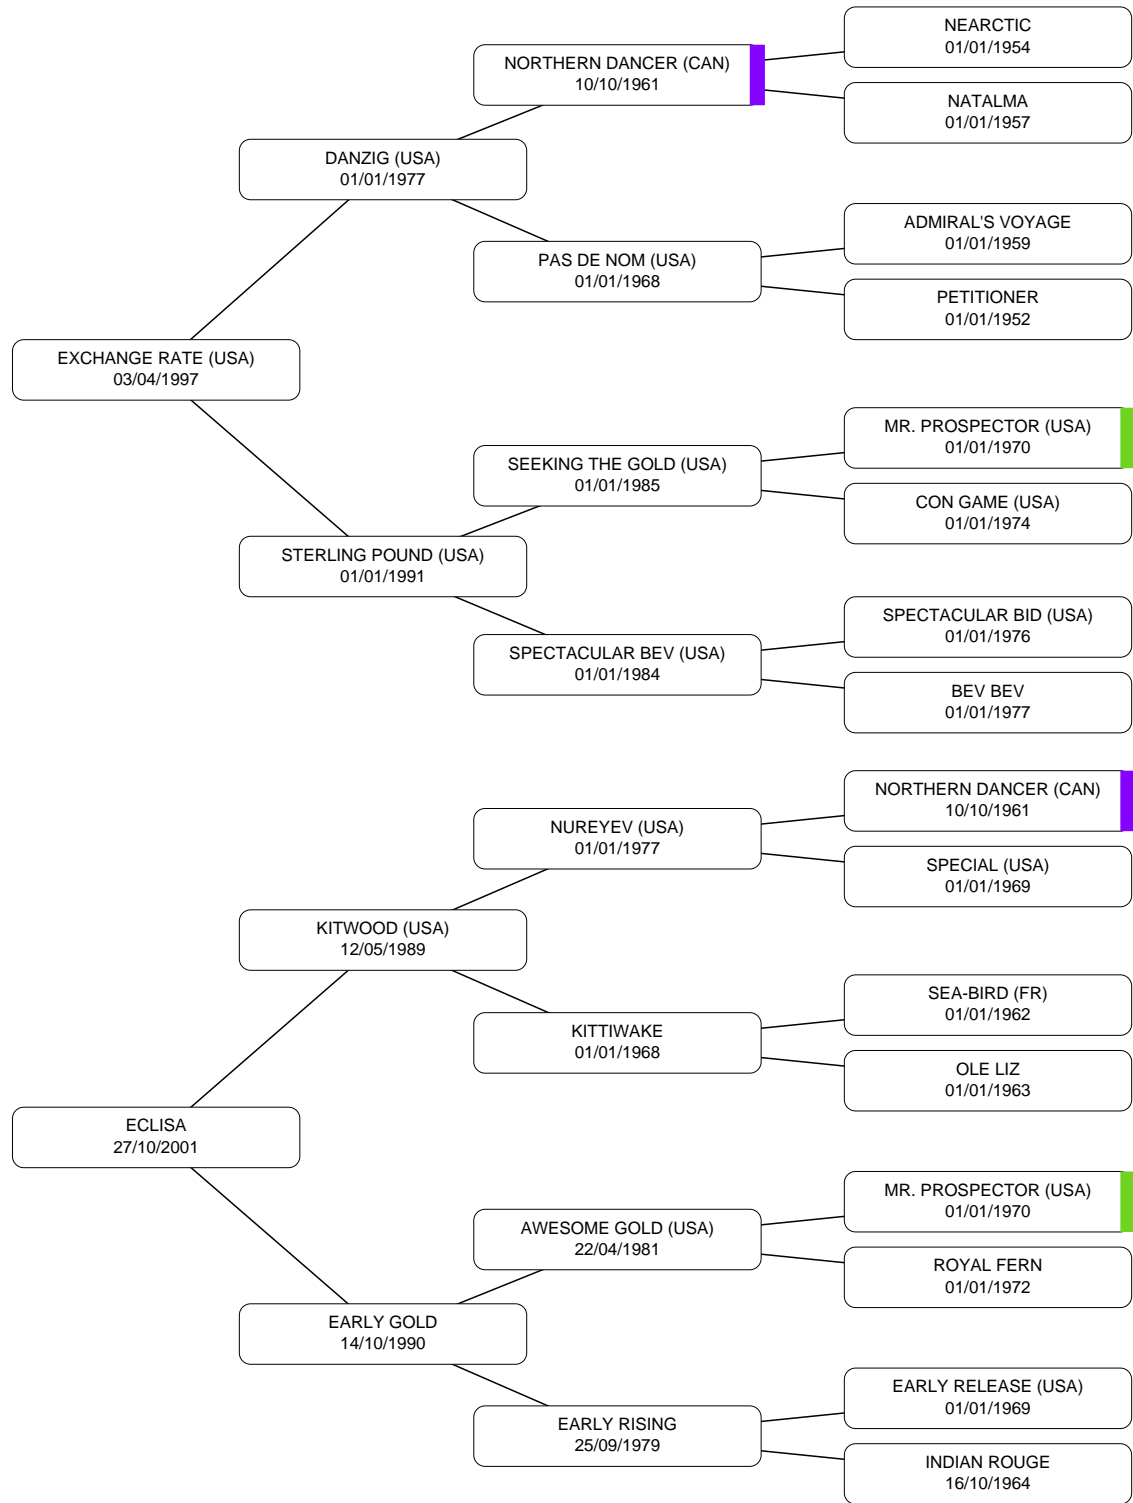 NEARCTIC
01/01/1954
NORTHERN DANCER (CAN)
10/10/1961
NATALMA
01/01/1957
DANZIG (USA)
01/01/1977
ADMIRAL'S VOYAGE
01/01/1959
PAS DE NOM (USA)
01/01/1968
PETITIONER
01/01/1952
EXCHANGE RATE (USA)
03/04/1997
MR. PROSPECTOR (USA)
01/01/1970
SEEKING THE GOLD (USA)
01/01/1985
CON GAME (USA)
01/01/1974
STERLING POUND (USA)
01/01/1991
SPECTACULAR BID (USA)
01/01/1976
SPECTACULAR BEV (USA)
01/01/1984
BEV BEV
01/01/1977
NORTHERN DANCER (CAN)
10/10/1961
NUREYEV (USA)
01/01/1977
SPECIAL (USA)
01/01/1969
KITWOOD (USA)
12/05/1989
SEA-BIRD (FR)
01/01/1962
KITTIWAKE
01/01/1968
OLE LIZ
01/01/1963
ECLISA
27/10/2001
MR. PROSPECTOR (USA)
01/01/1970
AWESOME GOLD (USA)
22/04/1981
ROYAL FERN
01/01/1972
EARLY GOLD
14/10/1990
EARLY RELEASE (USA)
01/01/1969
EARLY RISING
25/09/1979
INDIAN ROUGE
16/10/1964